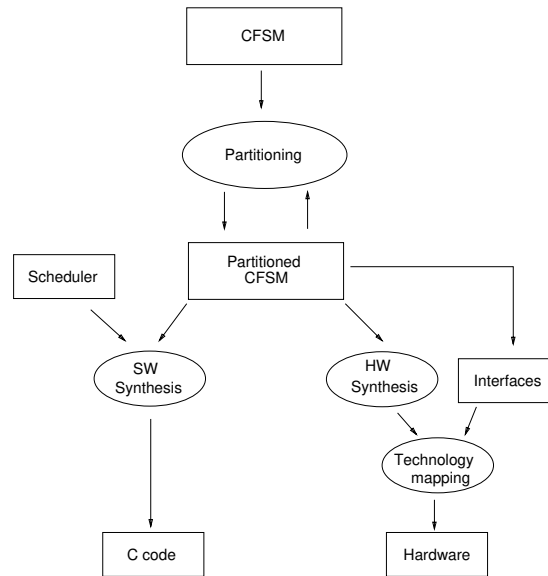 CFSM
Partitioning
Partitioned
CFSM
Scheduler
SW
Synthesis
HW
Synthesis
Interfaces
Technology
mapping
C code
Hardware